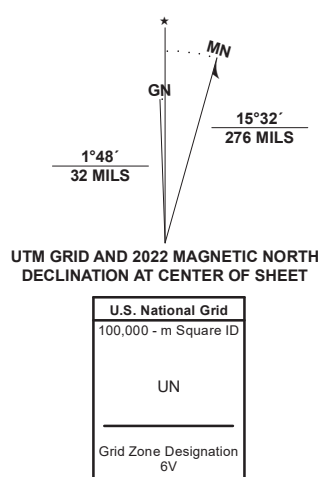 MN
GN
15°32´
276 MILS
1°48´
32 MILS
UTM GRID AND 2022 MAGNETIC NORTH
DECLINATION AT CENTER OF SHEET
U.S. National Grid
100,000 - m Square ID
UN
Grid Zone Designation
6V